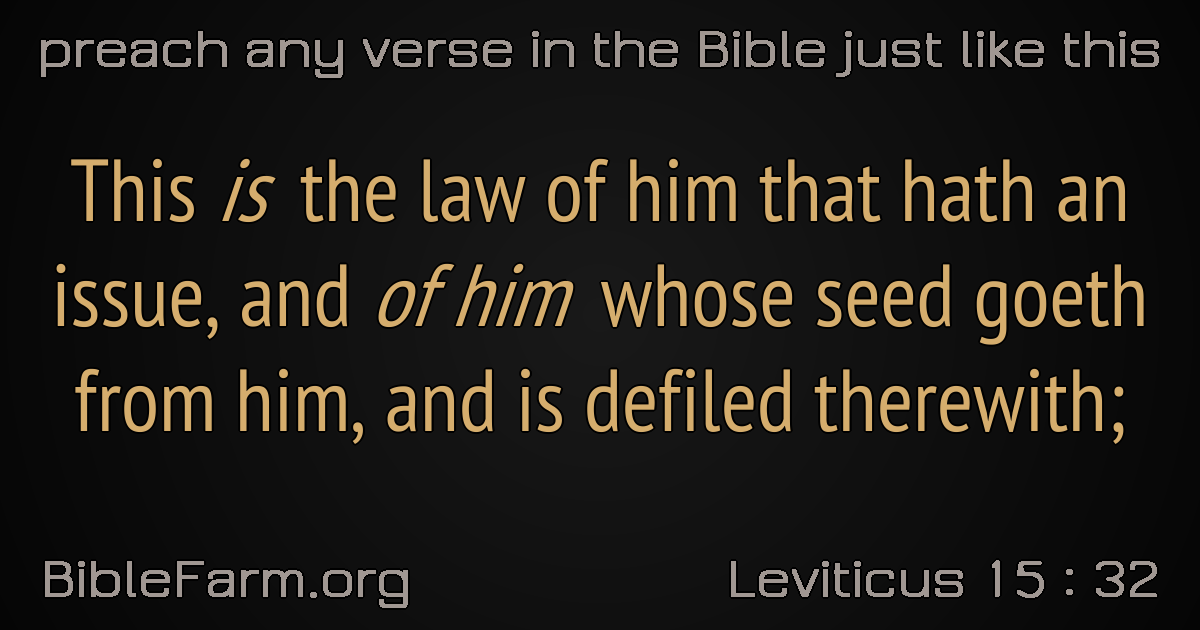 preach any verse in the Bible just like this
This is the law of him that hath an
issue, and of him whose seed goeth
from him, and is defiled therewith;
BibleFarm.org
Leviticus 15 : 32